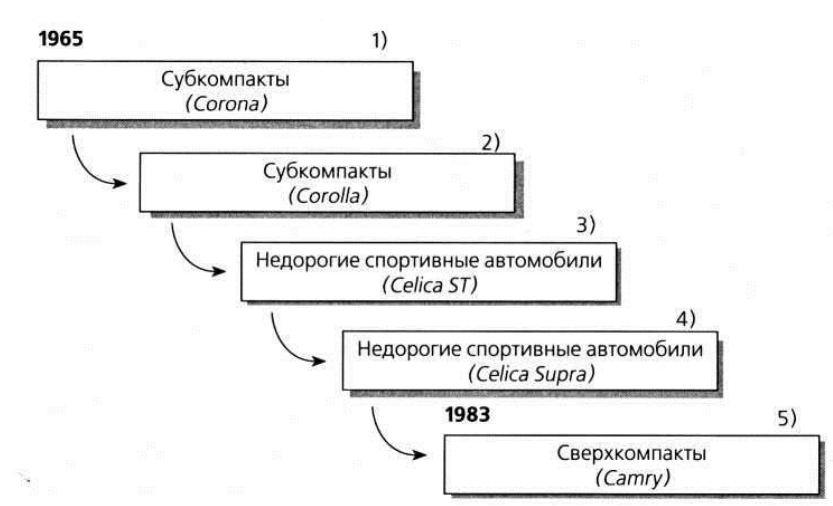 1965 1)
Субкомпакты
(Corona)
2)
Субкомпакты
(Corolla)
3)
Недорогие спортивные автомобили
(Celica ST)
4)
Недорогие спортивные автомобили
(Celica Supra)
1983 5)
Сверхкомпакты
(Camry)